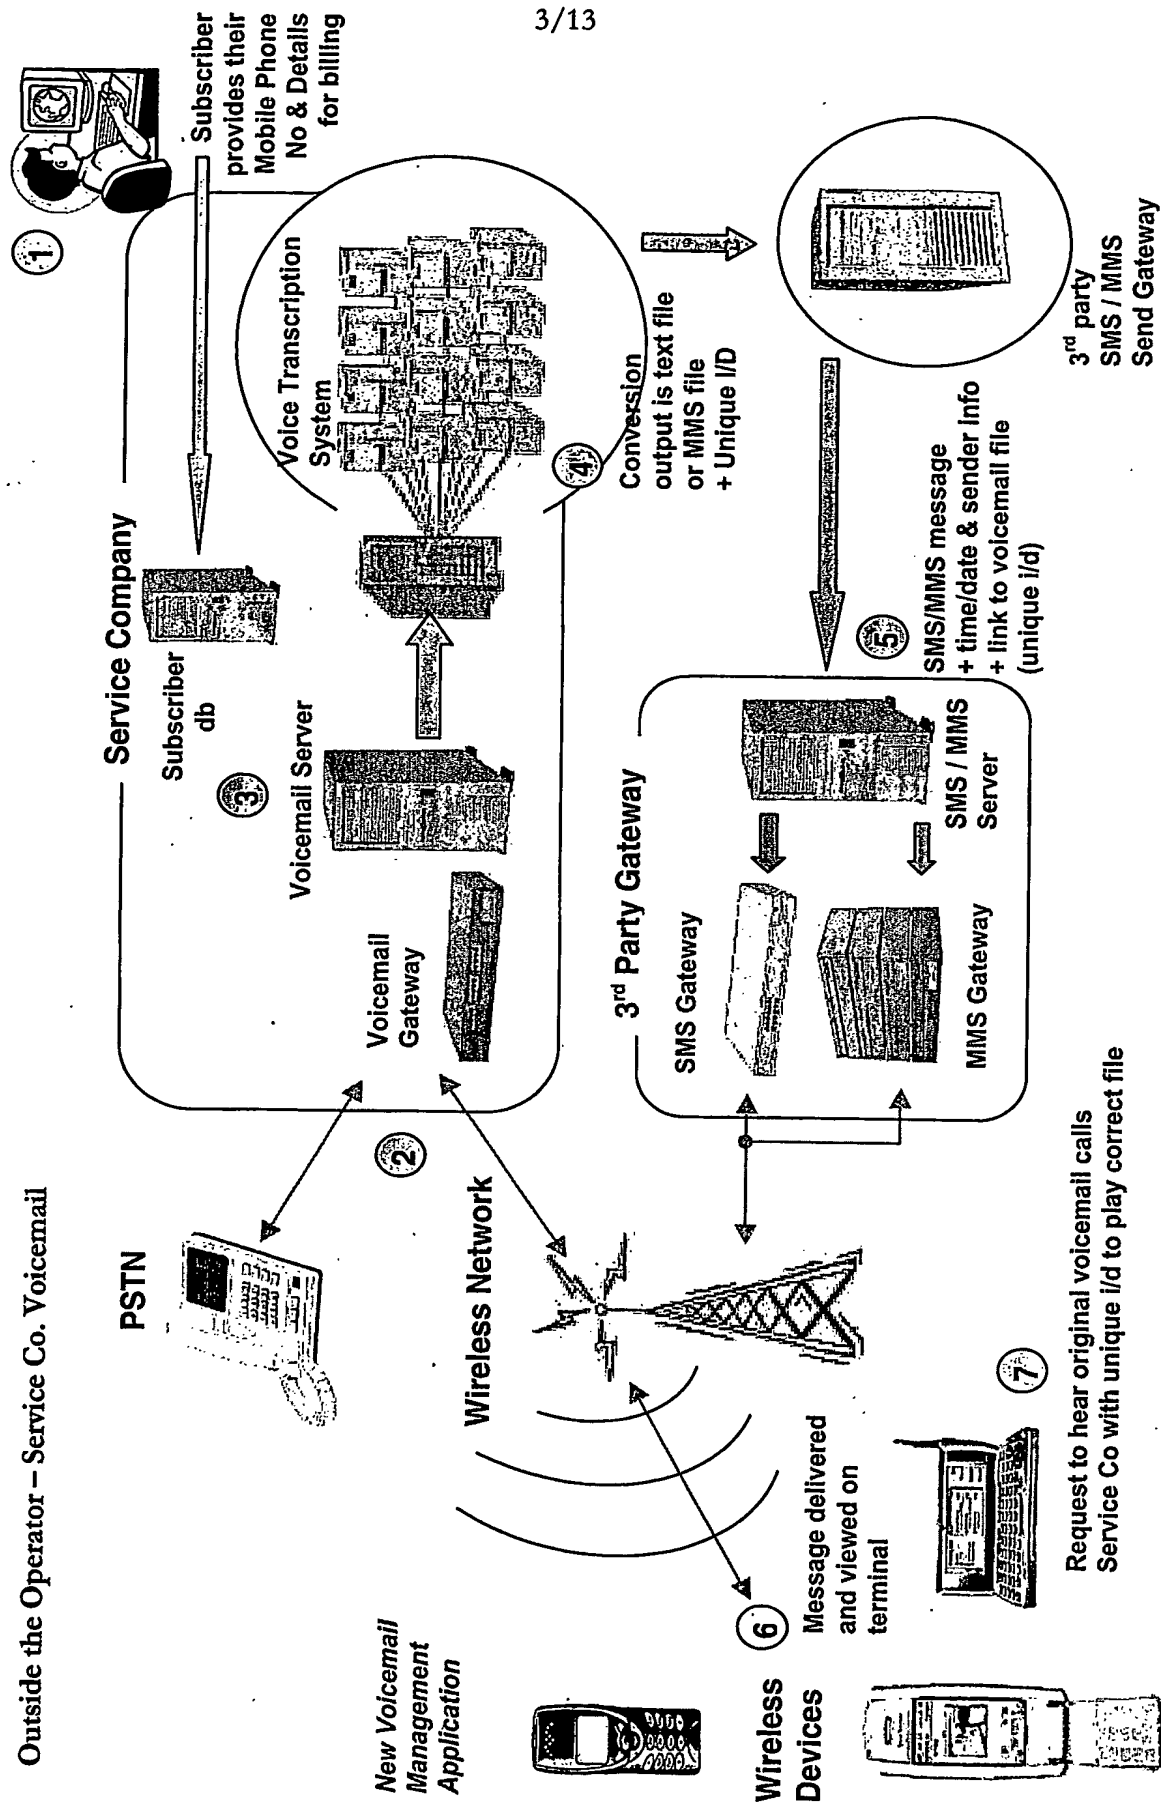 3/13
Outside the Operator – Service Co. Voicemail
1
Subscriber
provides their
Mobile Phone
No & Details
for billing
Service Company
Subscriber
db
3
Voicemail Server
Voicemail
Gateway
Voice Transcription
System
4
Conversion
output is text file
or MMS file
+ Unique I/D
PSTN
2
Wireless Network
3rd Party Gateway
SMS Gateway
MMS Gateway
SMS / MMS
Server
5
SMS/MMS message
+ time/date & sender info
+ link to voicemail file
(unique i/d)
3rd party
SMS / MMS
Send Gateway
New Voicemail
Management
Application
Wireless
Devices
6
Message delivered
and viewed on
terminal
7
Request to hear original voicemail calls
Service Co with unique i/d to play correct file